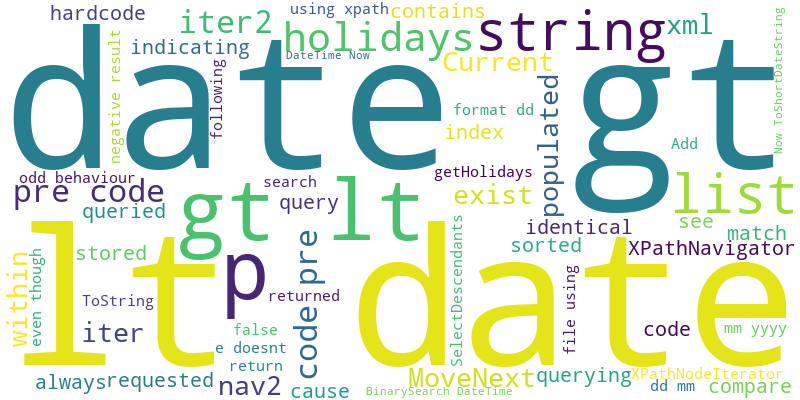 hardcode
using xpath
contains
iter2
holidays
string
xml
indicating
DateTime Now
Current
date
gt
negative result
following
Now ToShortDateString
populated
format dd
index
Add
odd behaviour
pre code
search
getHolidays
list
gt
lt
query
exist
queried
see
identical
match
sorted
XPathNavigator
stored
p
code pre
lt
date
within
even though
SelectDescendants
file using
ToString
returned
iter
false
code
mm yyyy
e doesnt
return
always
requested
nav2
cause
MoveNext
querying
XPathNodeIterator
BinarySearch DateTime
dd mm
compare